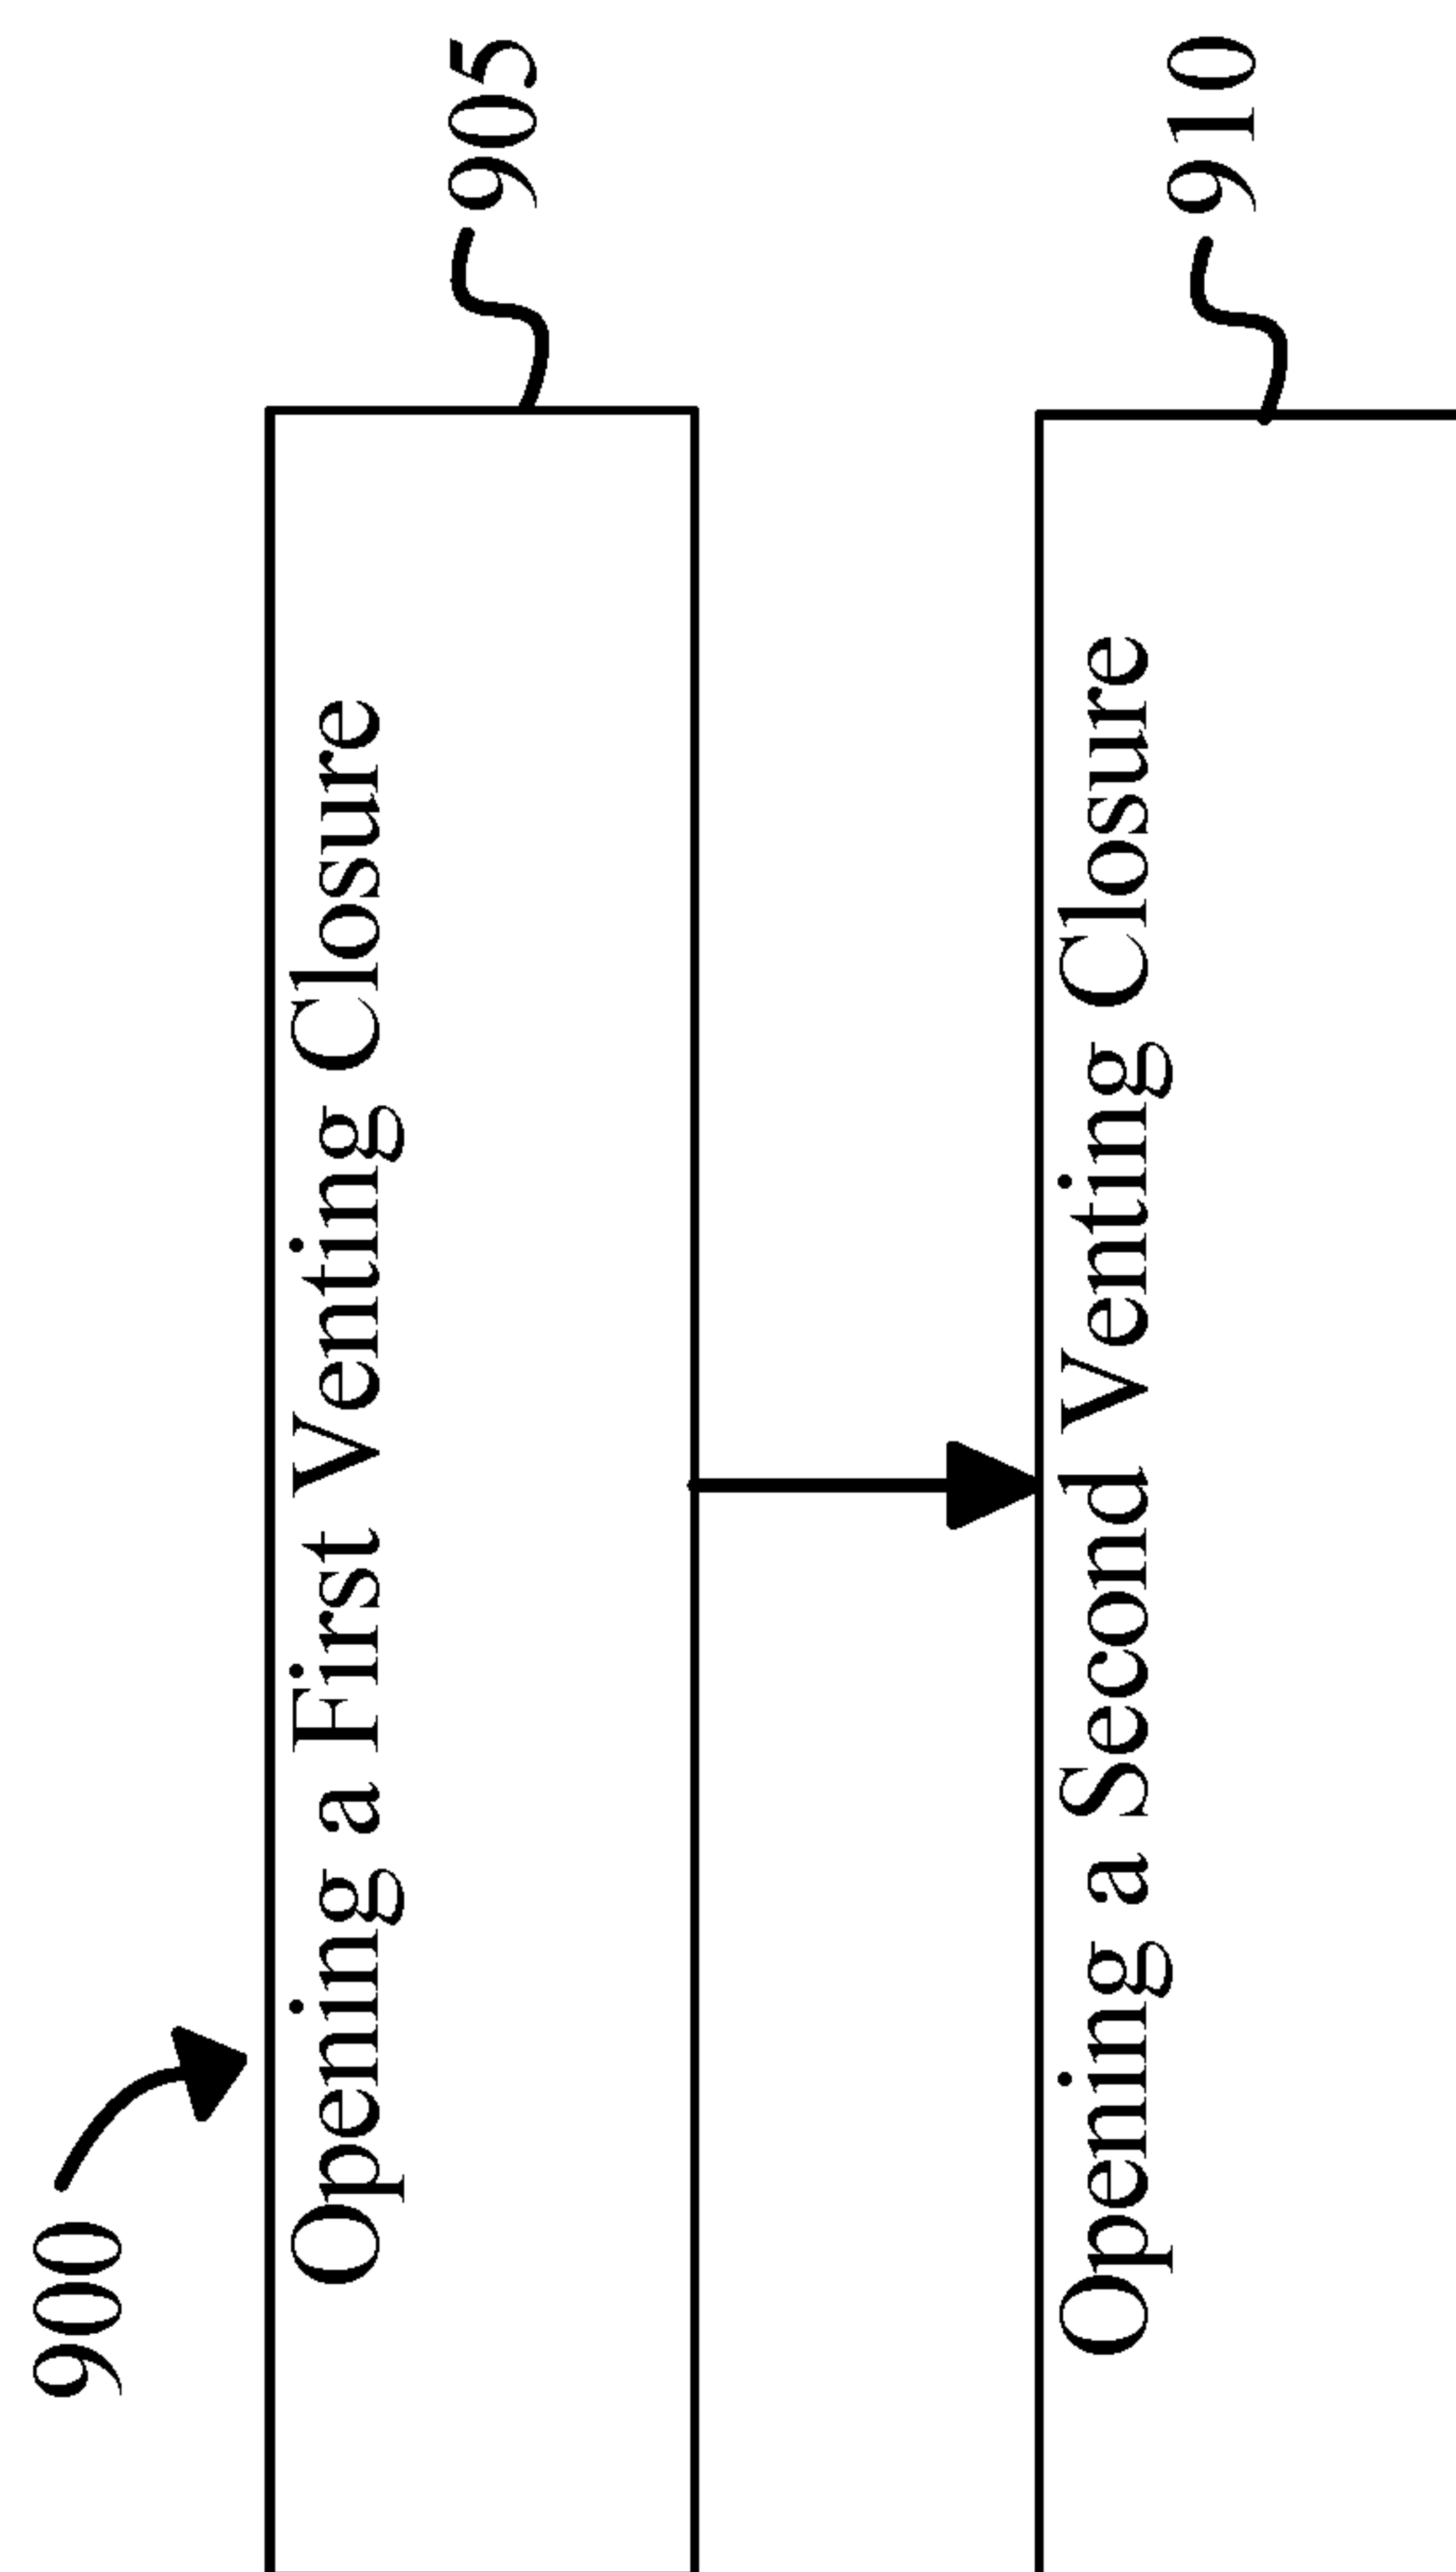 900
Opening a First Venting Closure
905
Opening a Second Venting Closure
910